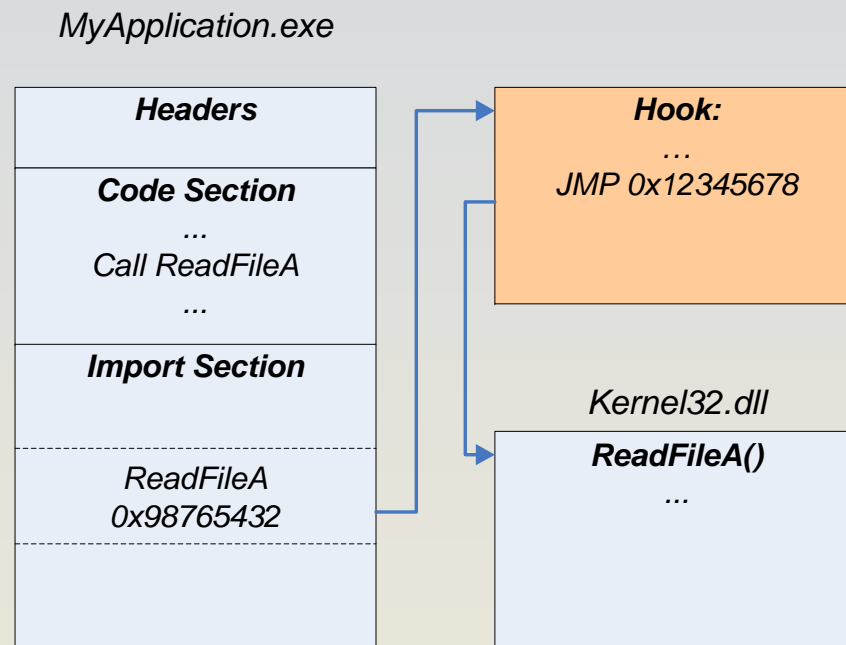 MyApplication.exe
Headers
Code Section
...
Call ReadFileA
...
Import Section
ReadFileA
0x98765432
Hook:
...
JMP 0x12345678
Kernel32.dll
ReadFileA()
...